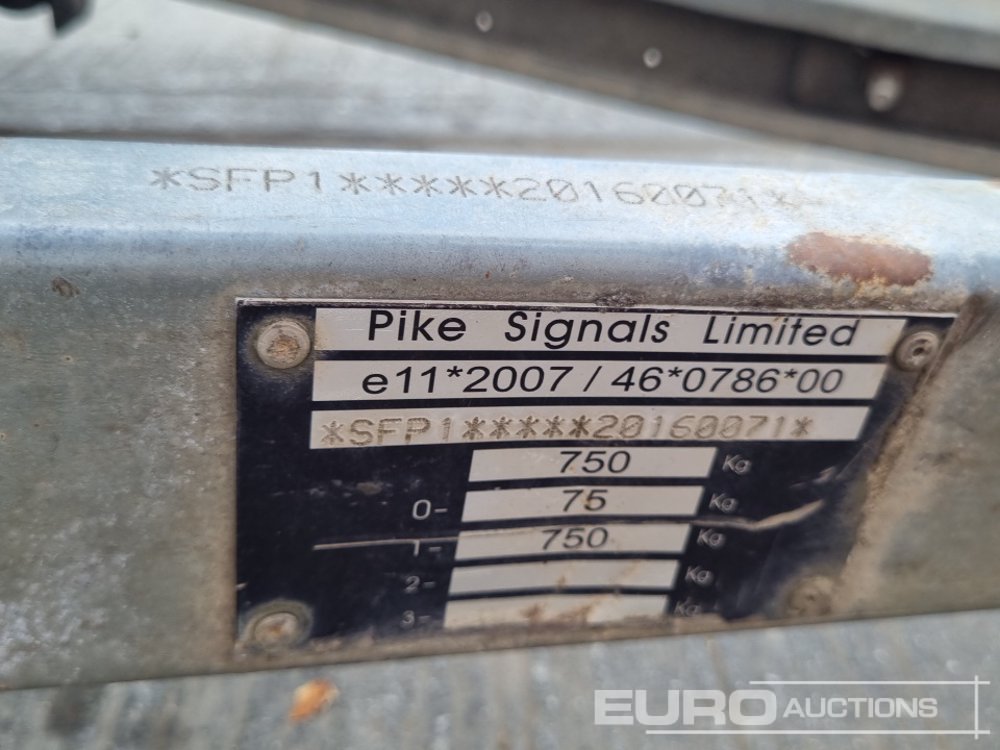 *SFP1*****20160071*
Pike Signals Limited
e11*2007/46*0786*00
*SFP1*****20160071*
750 Kg
0- 75 Kg
1- 750 Kg
2- Kg
3- Kg
EURO AUCTIONS